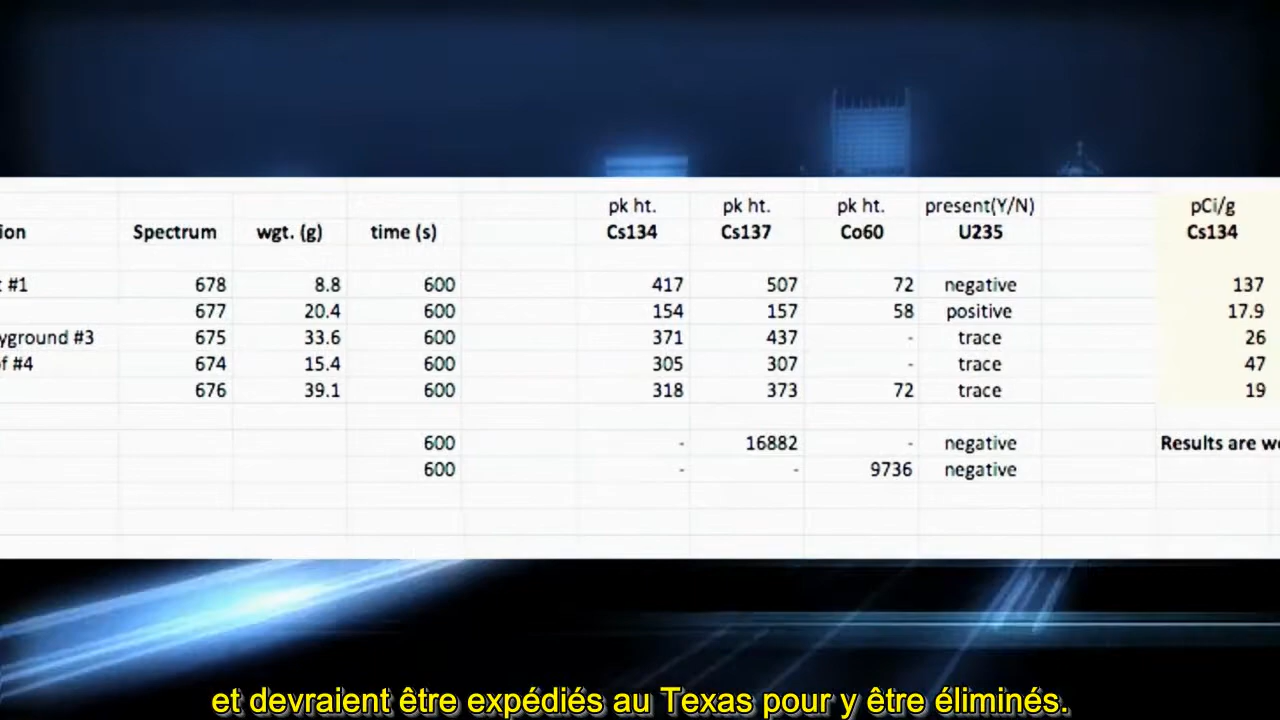 pk ht. pk ht. pk ht. present(Y/N) pCi/g
ion Spectrum wgt. (g) time (s) Cs134 Cs137 Co60 U235 Cs134
#1 678 8.8 600 417 507 72 negative 137
677 20.4 600 154 157 58 positive 17.9
yground #3 675 33.6 600 371 437 - trace 26
of #4 674 15.4 600 305 307 - trace 47
676 39.1 600 318 373 72 trace 19
600 - 16882 - negative Results are we
600 - - 9736 negative
et devraient être expédiés au Texas pour y être éliminés.